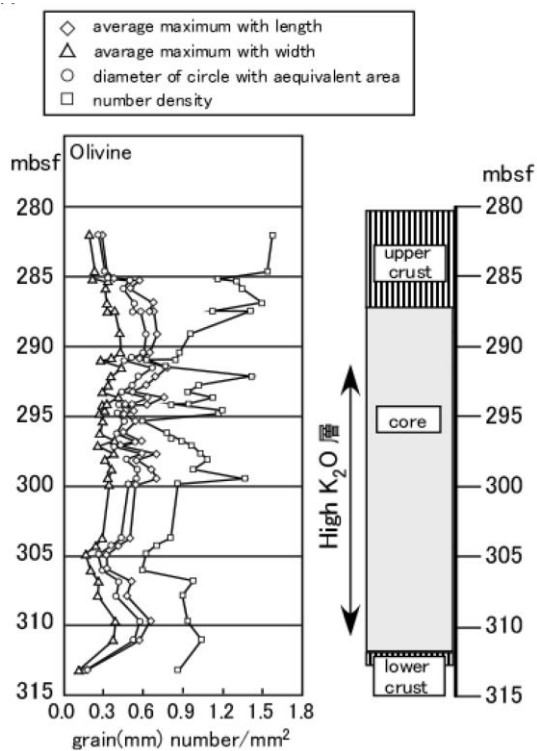 average maximum with length
avarage maximum with width
diameter of circle with aequivalent area
number density
mbsf
Olivine
280
285
290
295
300
305
310
315
0.0
0.3
0.6
0.9
1.2
1.5
1.8
grain(mm) number/mm²
mbsf
280
285
290
295
300
305
310
315
upper
crust
core
lower
crust
High K₂O 層